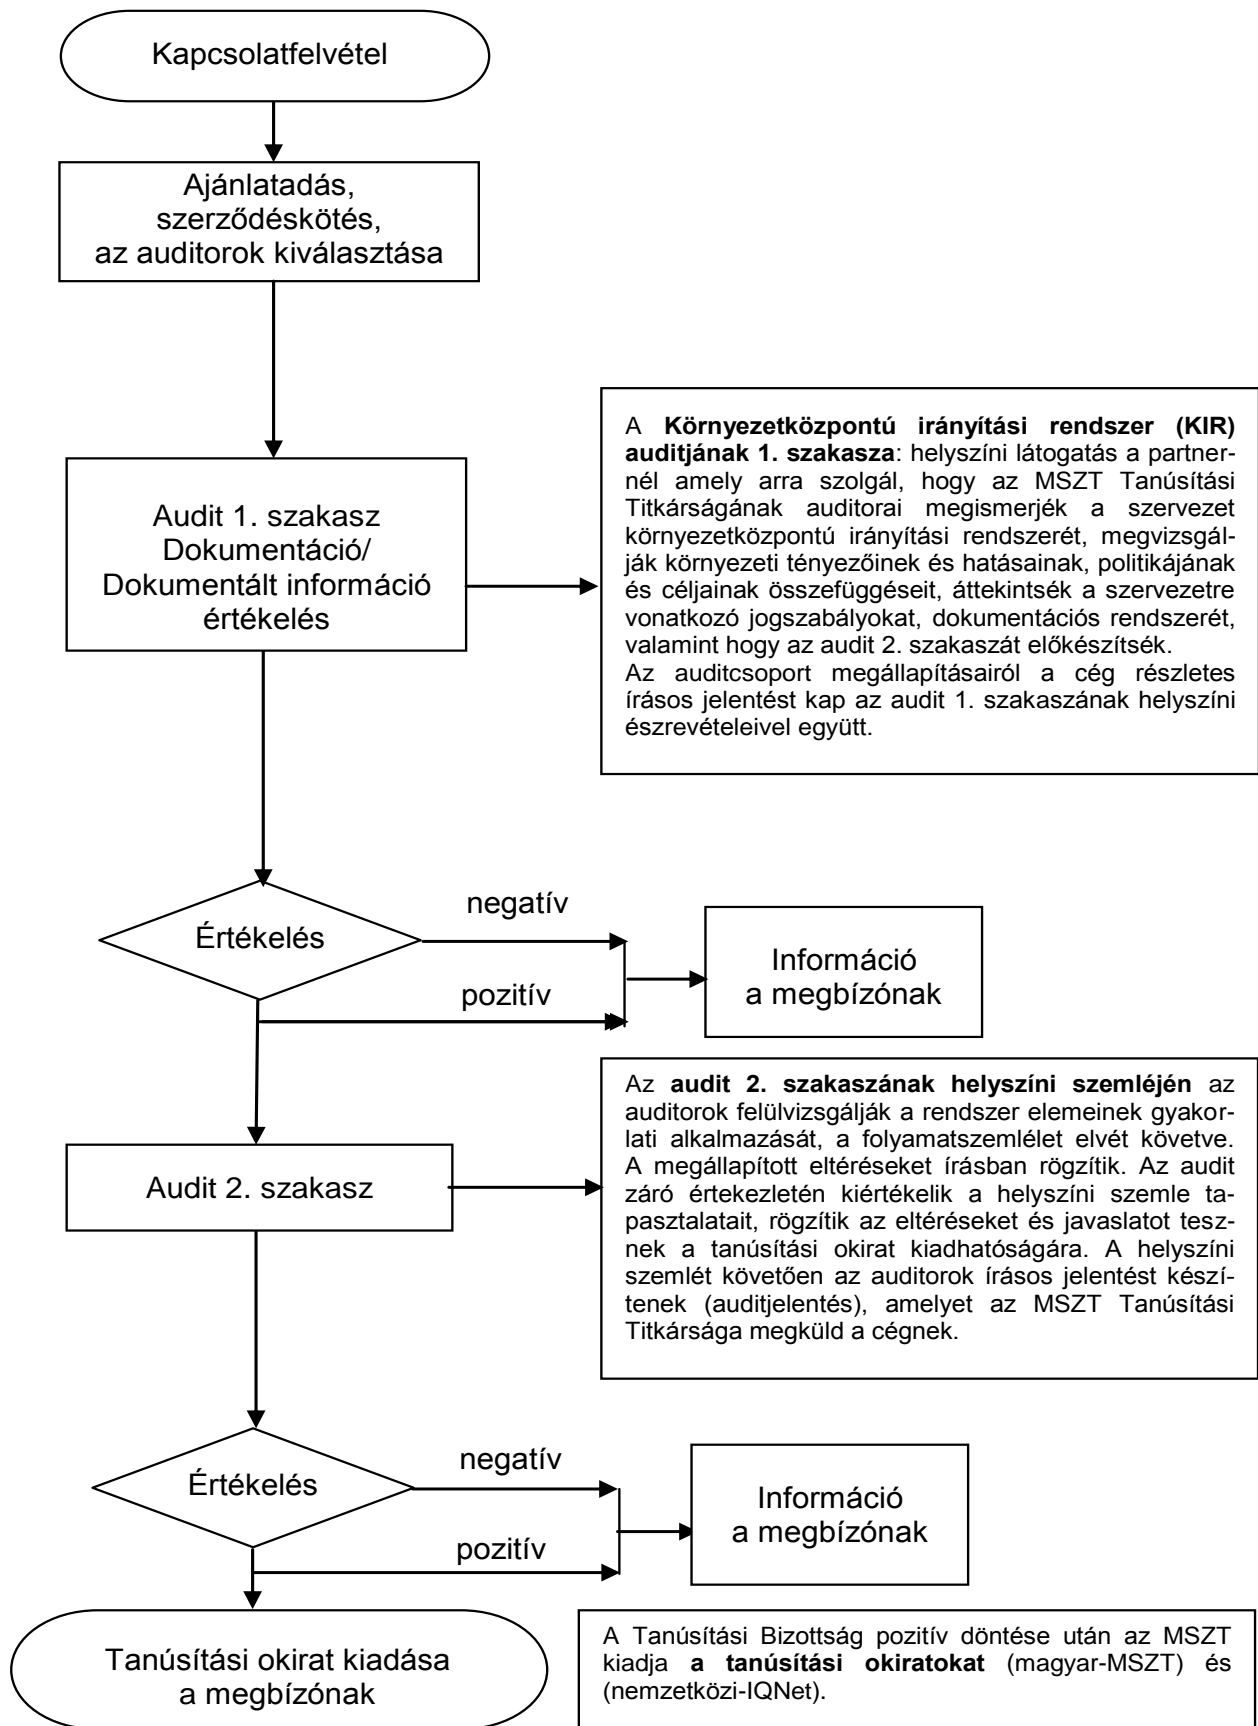 Kapcsolatfelvétel
Ajánlatadás,
szerződéskötés,
az auditorok kiválasztása
Audit 1. szakasz
Dokumentáció/
Dokumentált információ
értékelés
A Környezetközpontú irányítási rendszer (KIR)
auditjának 1. szakasza: helyszíni látogatás a partner-
nél amely arra szolgál, hogy az MSZT Tanúsítási
Titkárságának auditorai megismerjék a szervezet
környezetközpontú irányítási rendszerét, megvizsgál-
ják környezeti tényezőinek és hatásainak, politikájának
és céljainak összefüggéseit, áttekintsék a szervezetre
vonatkozó jogszabályokat, dokumentációs rendszerét,
valamint hogy az audit 2. szakaszát előkészítsék.
Az auditcsoport megállapításairól a cég részletes
írásos jelentést kap az audit 1. szakaszának helyszíni
észrevételeivel együtt.
Értékelés
negatív
pozitív
Információ
a megbízónak
Audit 2. szakasz
Az audit 2. szakaszának helyszíni szemléjén az
auditorok felülvizsgálják a rendszer elemeinek gyakor-
lati alkalmazását, a folyamatszemlélet elvét követve.
A megállapított eltéréseket írásban rögzítik. Az audit
záró értekezletén kiértékelik a helyszíni szemle ta-
pasztalatait, rögzítik az eltéréseket és javaslatot tesz-
nek a tanúsítási okirat kiadhatóságára. A helyszíni
szemlét követően az auditorok írásos jelentést készí-
tenek (auditjelentés), amelyet az MSZT Tanúsítási
Titkársága megküld a cégnek.
Értékelés
negatív
pozitív
Információ
a megbízónak
Tanúsítási okirat kiadása
a megbízónak
A Tanúsítási Bizottság pozitív döntése után az MSZT
kiadja a tanúsítási okiratokat (magyar-MSZT) és
(nemzetközi-IQNet).